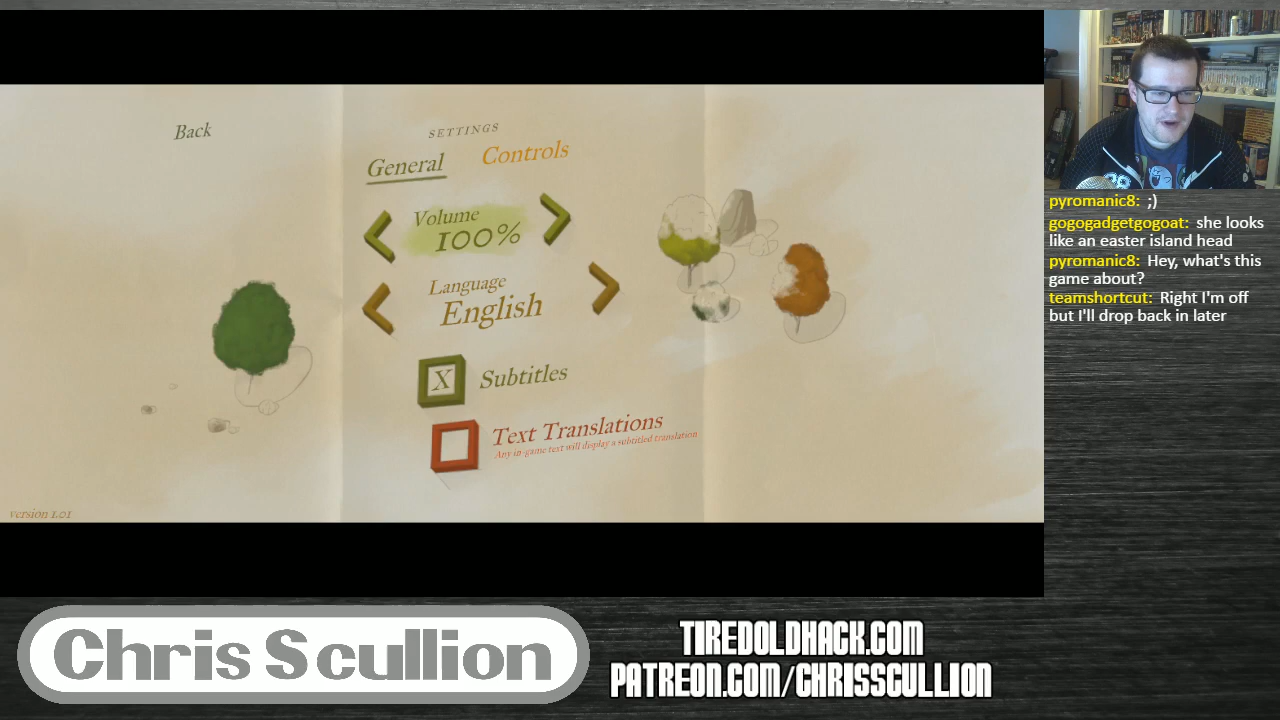 Back
SETTINGS
General
Controls
Volume
100%
Language
English
X
Subtitles
Text Translations
Any in-game text will display a subtitled translation
version 1.01
pyromanic8: ;)
gogogadgetgoat: she looks
like an easter island head
pyromanic8: Hey, what's this
game about?
teamshortcut: Right I'm off
but I'll drop back in later
Chris Scullion
TIREDOLDHACK.COM
PATREON.COM/CHRISSCULLION